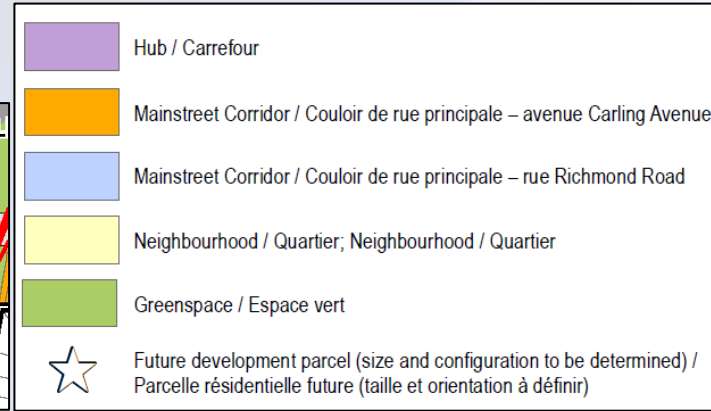 Hub / Carrefour
Mainstreet Corridor / Couloir de rue principale – avenue Carling Avenue
Mainstreet Corridor / Couloir de rue principale – rue Richmond Road
Neighbourhood / Quartier; Neighbourhood / Quartier
Greenspace / Espace vert
Future development parcel (size and configuration to be determined) /
Parcelle résidentielle future (taille et orientation à définir)